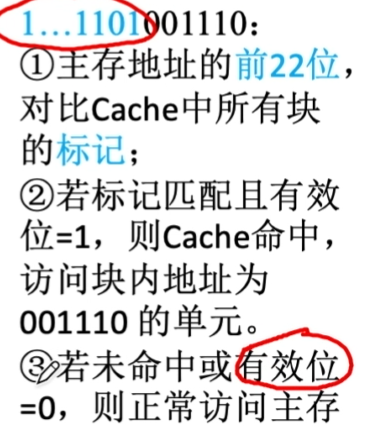 1...1101001110：
①主存地址的前22位，
对比Cache中所有块
的标记；
②若标记匹配且有效
位=1，则Cache命中，
访问块内地址为
001110 的单元。
③若未命中或有效位
=0，则正常访问主存